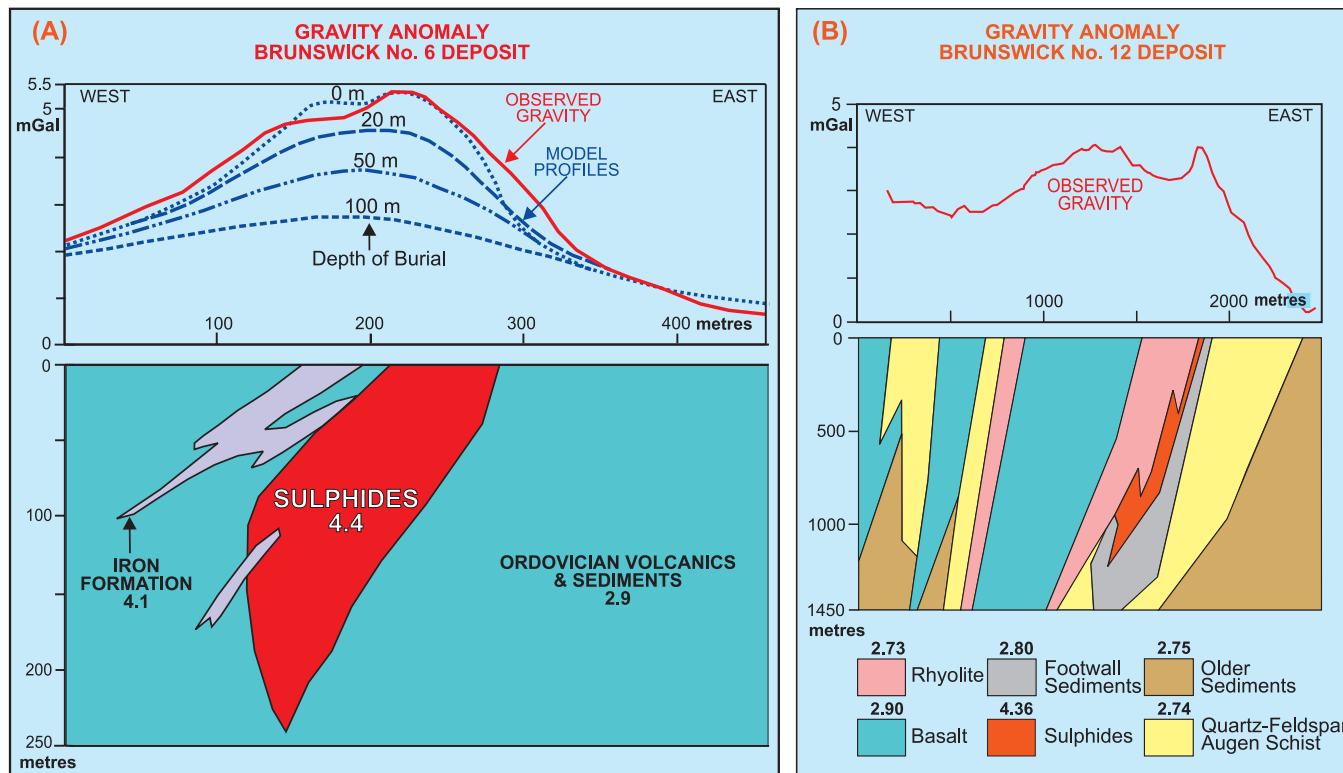 (A)
GRAVITY ANOMALY
BRUNSWICK No. 6 DEPOSIT
5.5
5
mGal
0
WEST
EAST
0 m
20 m
50 m
100 m
OBSERVED
GRAVITY
MODEL
PROFILES
Depth of Burial
100
200
300
400
metres
0
100
200
250
metres
SULPHIDES
4.4
IRON
FORMATION
4.1
ORDOVICIAN VOLCANICS
& SEDIMENTS
2.9
(B)
GRAVITY ANOMALY
BRUNSWICK No. 12 DEPOSIT
5
mGal
0
WEST
EAST
OBSERVED
GRAVITY
1000
2000
metres
0
500
1000
1450
metres
2.73
Rhyolite
2.80
Footwall
Sediments
2.75
Older
Sediments
2.90
Basalt
4.36
Sulphides
2.74
Quartz-Feldspar
Augen Schist